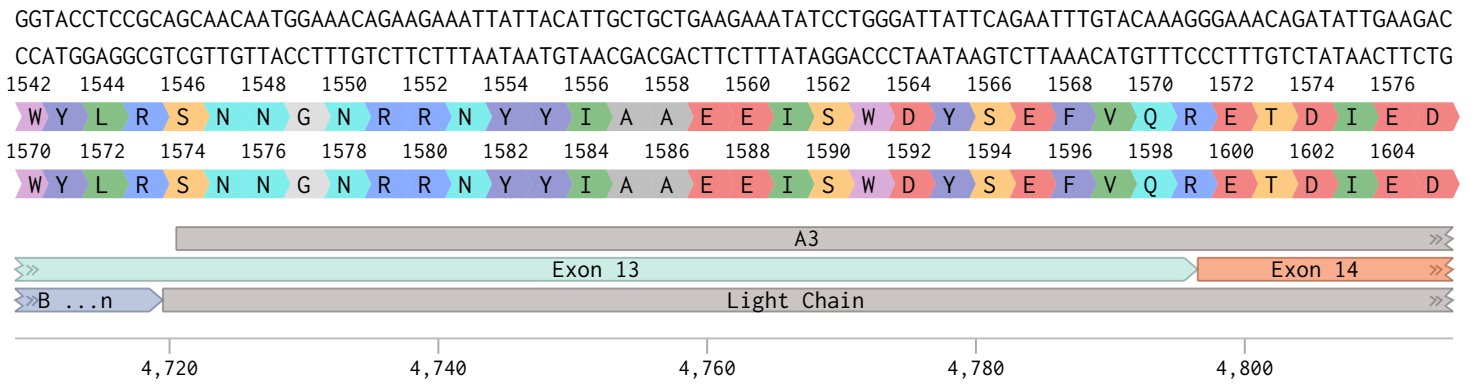 GGTACCTCCGCAGCAACAATGGAAACAGAAGAAATTATTACATTGCTGCTGAAGAAATATCCTGGGATTATTCAGAATTTGTACAAAGGGAAACAGATATTGAAGAC
CCATGGAGGCGTCGTTGTTACCTTTGTCTTCTTTAATAATGTAACGACGACTTCTTTATAGGACCCTAATAAGTCTTAAACATGTTTCCCTTTGTCTATAACTTCTG
1542 1544 1546 1548 1550 1552 1554 1556 1558 1560 1562 1564 1566 1568 1570 1572 1574 1576
W Y L R S N N G N R R N Y Y I A A E E I S W D Y S E F V Q R E T D I E D
1570 1572 1574 1576 1578 1580 1582 1584 1586 1588 1590 1592 1594 1596 1598 1600 1602 1604
W Y L R S N N G N R R N Y Y I A A E E I S W D Y S E F V Q R E T D I E D
A3
Exon 13 Exon 14
B ...n Light Chain
4,720 4,740 4,760 4,780 4,800